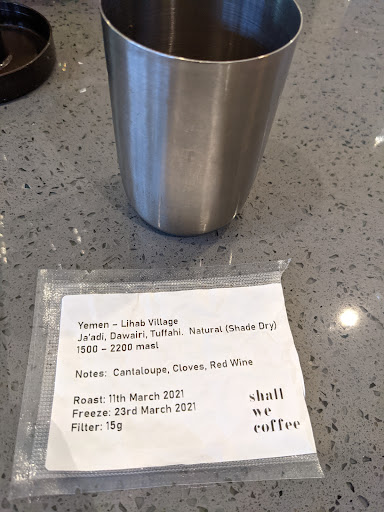 Yemen – Lihab Village
Ja'adi, Dawairi, Tuffahi. Natural (Shade Dry)
1500 – 2200 masl
Notes: Cantaloupe, Cloves, Red Wine
Roast: 11th March 2021
Freeze: 23rd March 2021
Filter: 15g
shall
we
coffee